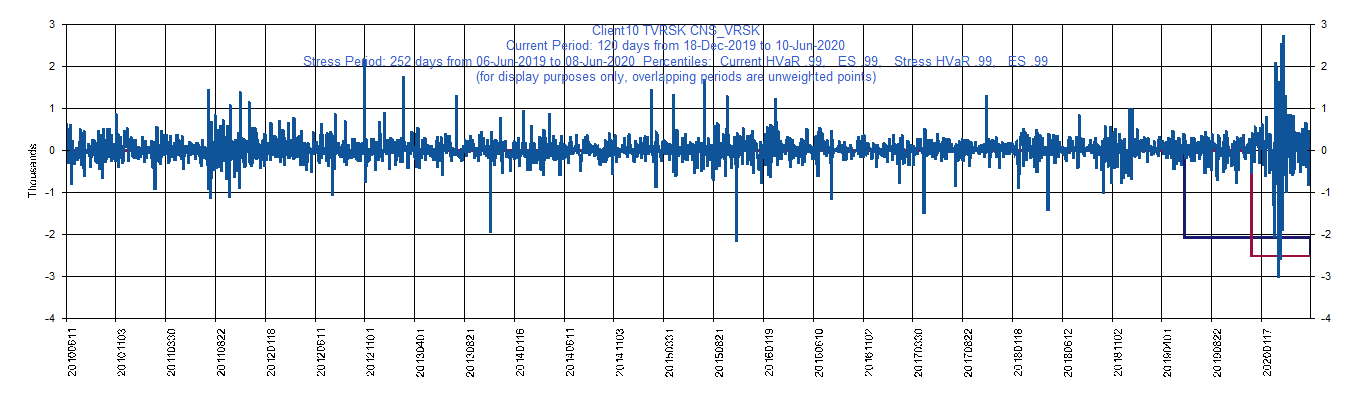 Client10 TVRSK CNS_VRSK
Current Period: 120 days from 18-Dec-2019 to 10-Jun-2020
Stress Period: 252 days from 06-Jun-2019 to 08-Jun-2020 Percentiles: Current HVaR .99, ES .99, Stress HVaR .99, ES .99
(for display purposes only, overlapping periods are unweighted points)
3 3
2 2
1 1
0 0
-1 -1
-2 -2
-3 -3
-4 -4
Thousands
20100611 20101103 20110330 20110822 20120118 20120611 20121101 20130401 20130821 20140116 20140611 20141103 20150331 20150821 20160119 20160610 20161102 20170330 20170822 20180118 20180612 20181102 20190401 20190822 20200117